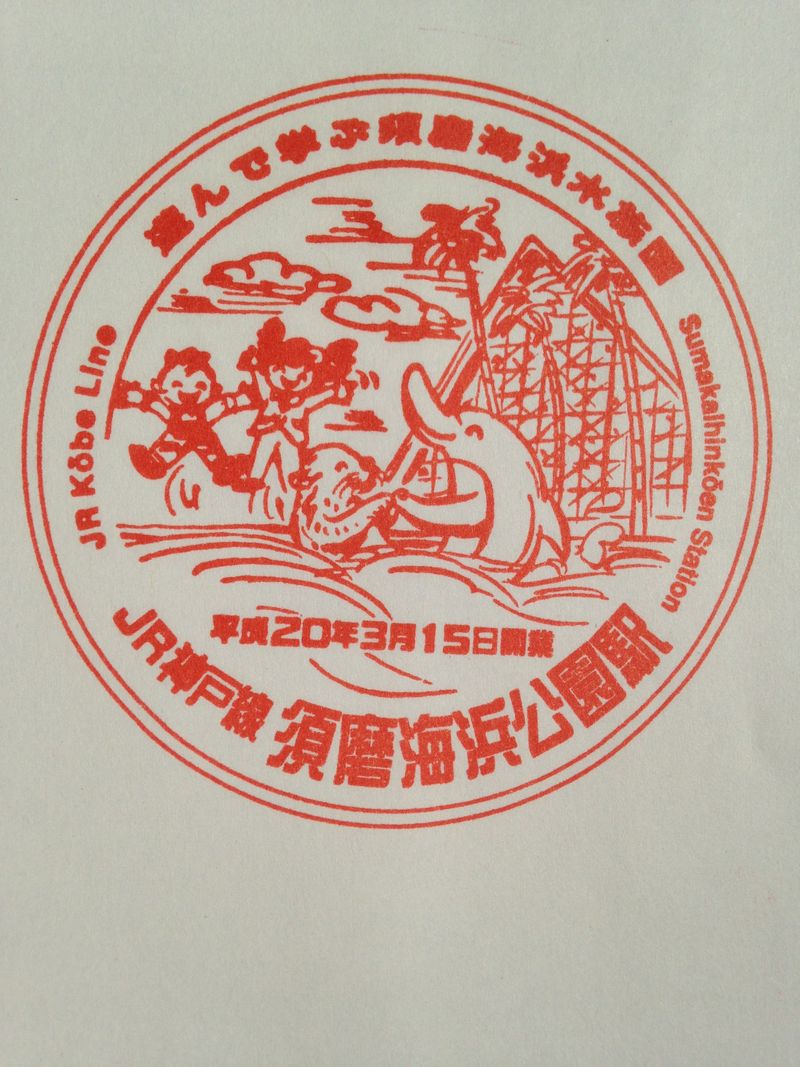 遊んで学ぶ須磨海浜水族園
JR Kōbe Line
Sumakaihinkōen Station
平成20年3月15日開業
JR神戸線 須磨海浜公園駅